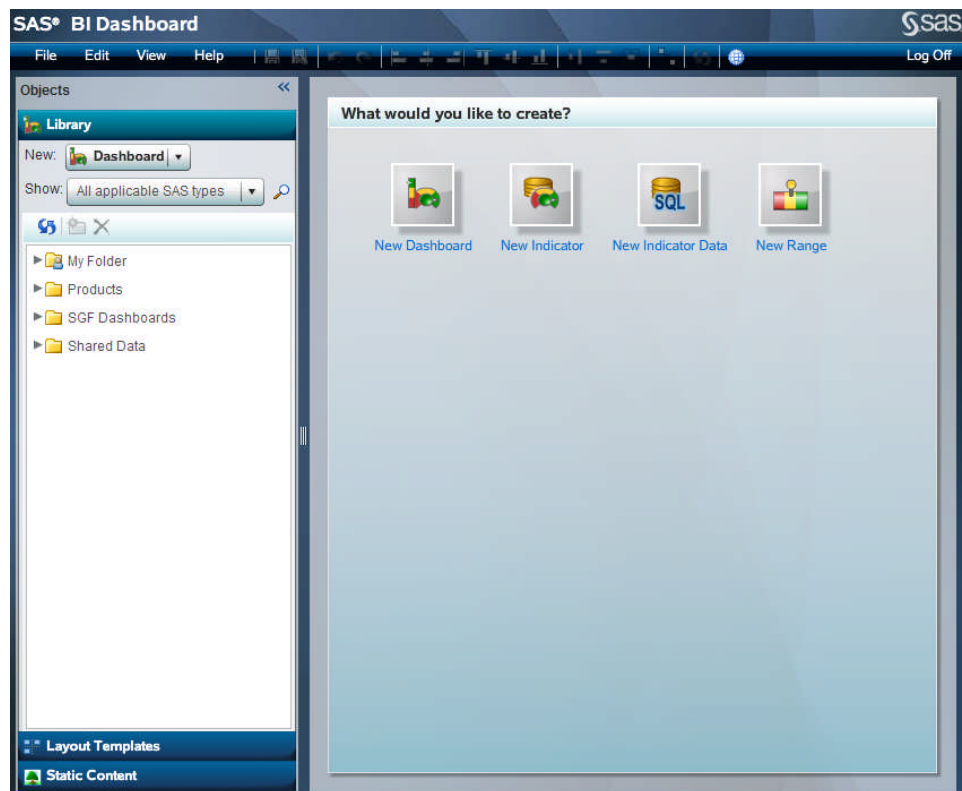 SAS® BI Dashboard
sas
File Edit View Help Log Off
Objects
Library
New: Dashboard
Show: All applicable SAS types
My Folder
Products
SGF Dashboards
Shared Data
Layout Templates
Static Content
What would you like to create?
SQL
New Dashboard New Indicator New Indicator Data New Range